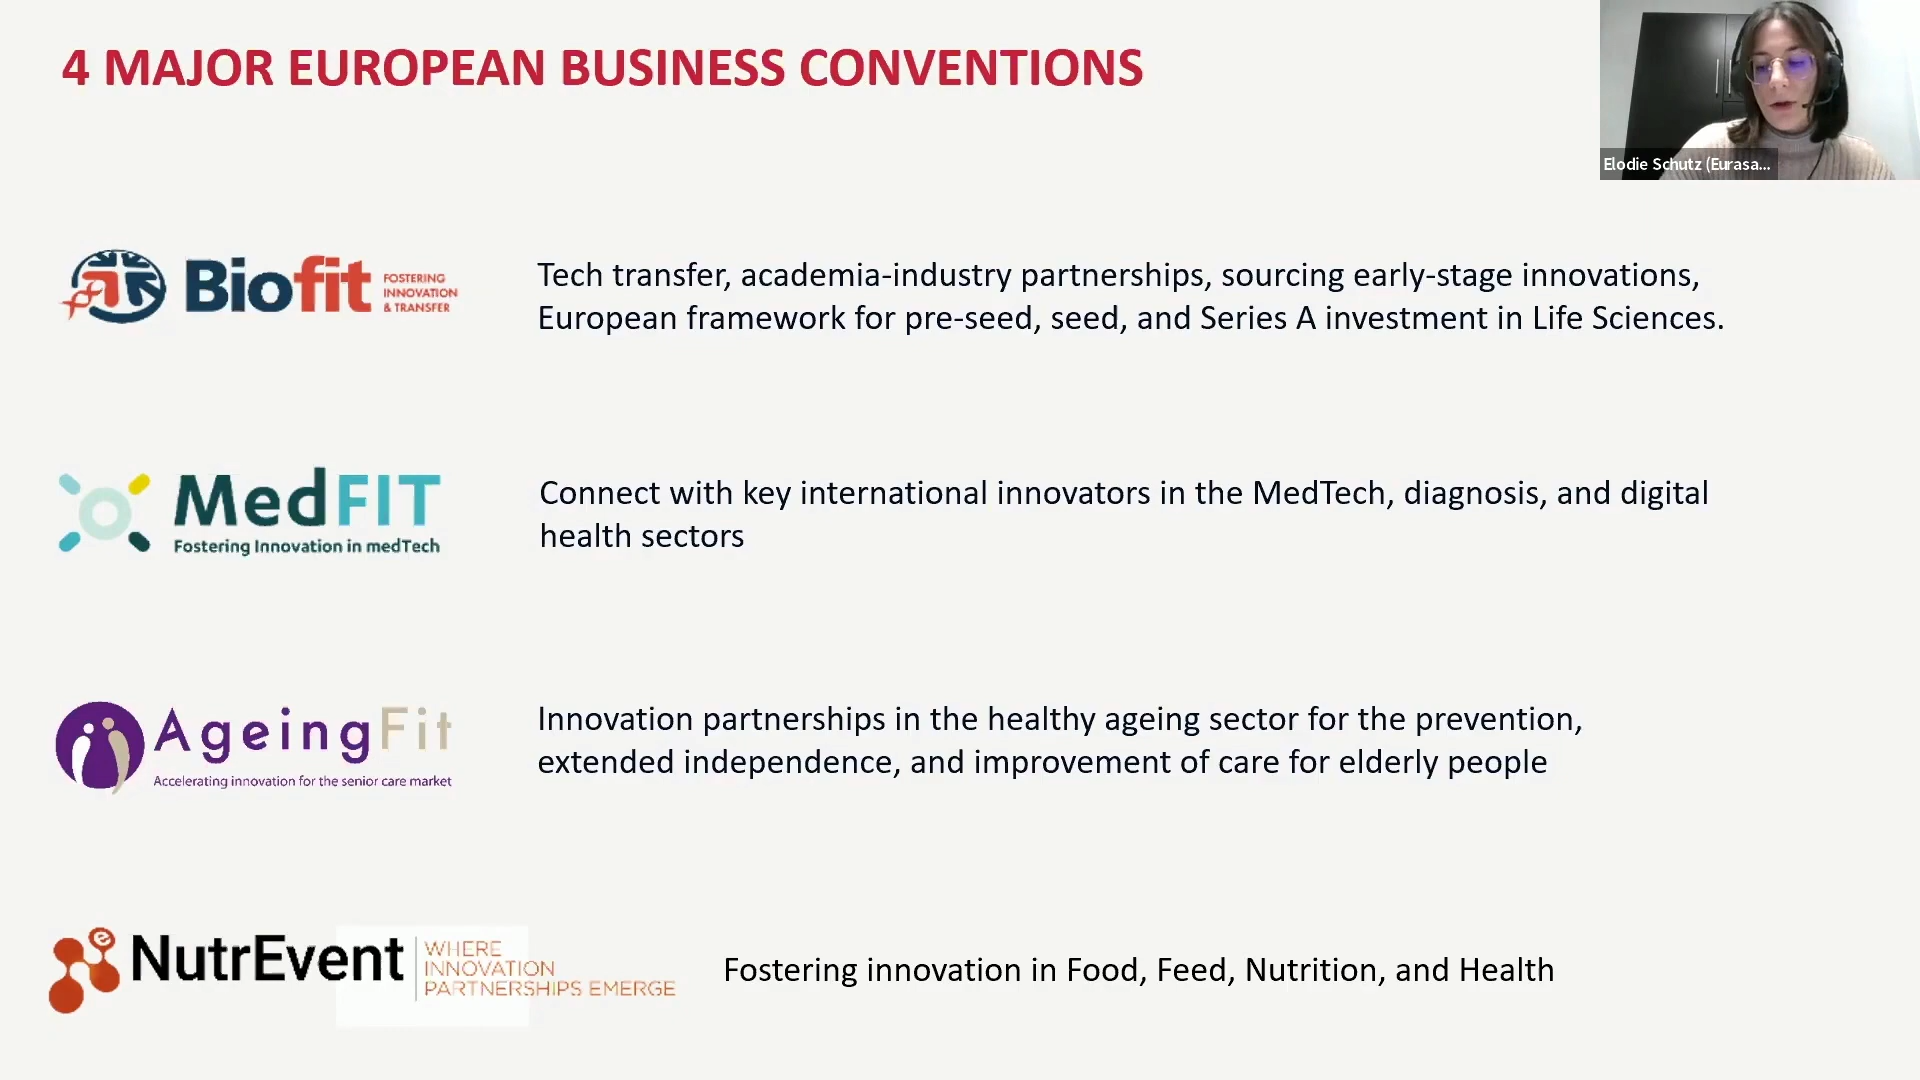 4 MAJOR EUROPEAN BUSINESS CONVENTIONS
Elodie Schutz (Eurasa...
Biofit
FOSTERING
INNOVATION
& TRANSFER
Tech transfer, academia-industry partnerships, sourcing early-stage innovations,
European framework for pre-seed, seed, and Series A investment in Life Sciences.
MedFIT
Fostering Innovation in medTech
Connect with key international innovators in the MedTech, diagnosis, and digital
health sectors
AgeingFit
Accelerating innovation for the senior care market
Innovation partnerships in the healthy ageing sector for the prevention,
extended independence, and improvement of care for elderly people
e
NutrEvent
WHERE
INNOVATION
PARTNERSHIPS EMERGE
Fostering innovation in Food, Feed, Nutrition, and Health